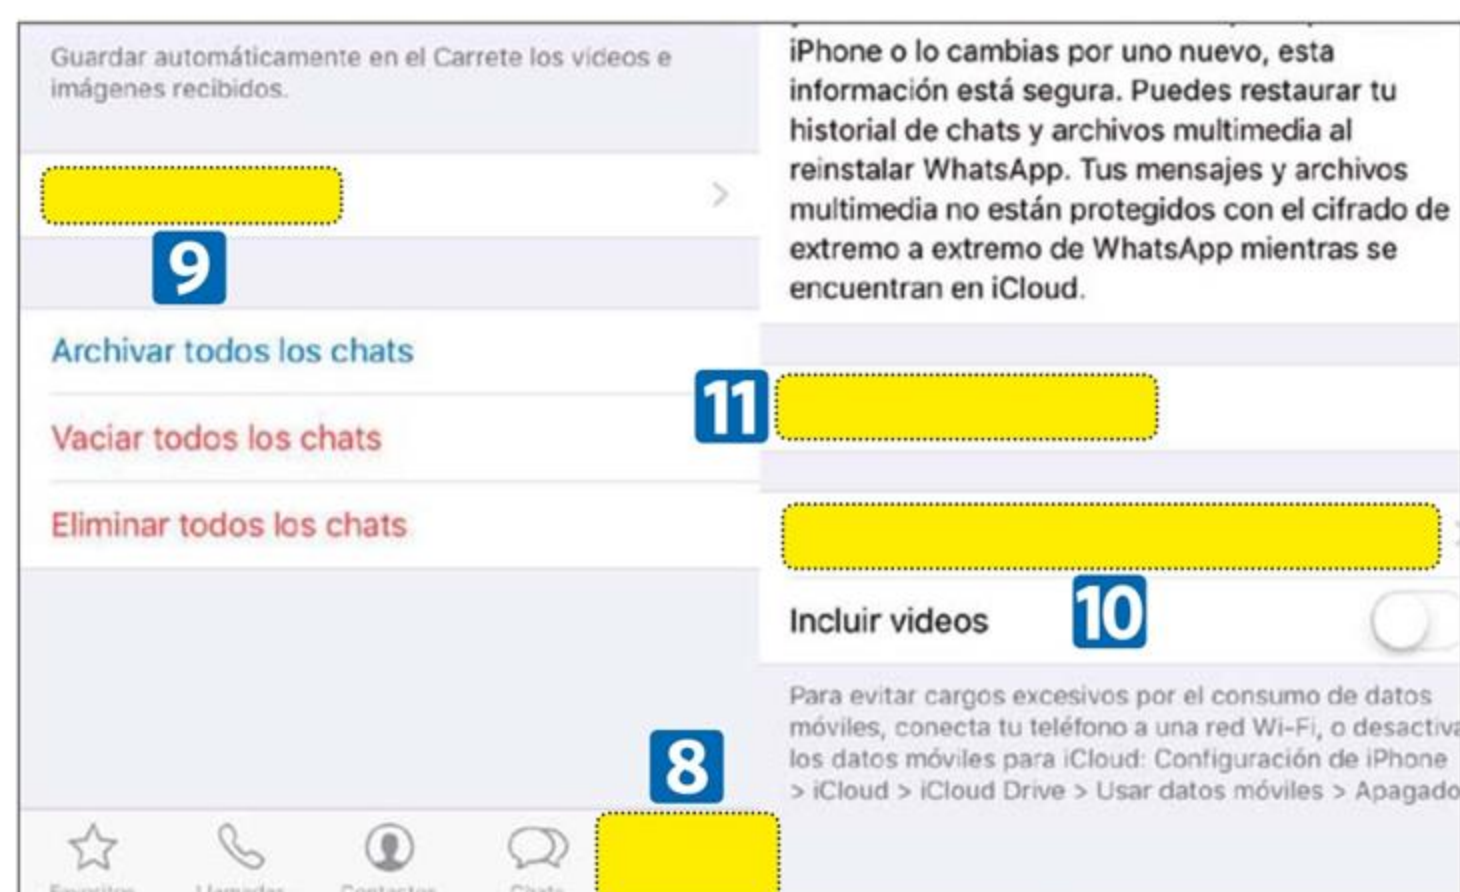 Guardar automáticamente en el Carrete los videos e
imágenes recibidos.
9
Archivar todos los chats
Vaciar todos los chats
Eliminar todos los chats
8
iPhone o lo cambias por uno nuevo, esta
información está segura. Puedes restaurar tu
historial de chats y archivos multimedia al
reinstalar WhatsApp. Tus mensajes y archivos
multimedia no están protegidos con el cifrado de
extremo a extremo de WhatsApp mientras se
encuentran en iCloud.
11
10
Incluir videos
Para evitar cargos excesivos por el consumo de datos
móviles, conecta tu teléfono a una red Wi-Fi, o desactiva
los datos móviles para iCloud: Configuración de iPhone
> iCloud > iCloud Drive > Usar datos móviles > Apagado